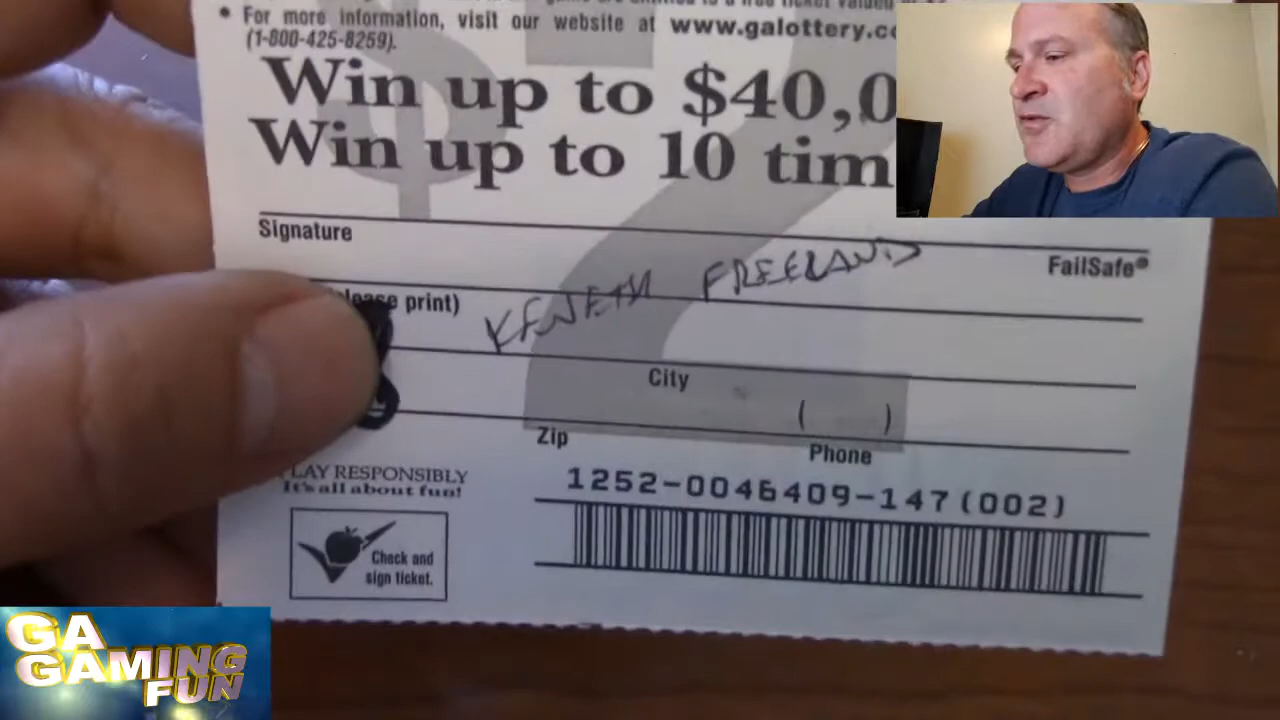 • For more information, visit our website at www.galottery.co
(1-800-425-8259).
Win up to $40,0
Win up to 10 tim
Signature
FailSafe®
lease print)
KENETH FREELAND
City
( )
Zip
Phone
1252-0046409-147(002)
LAY RESPONSIBLY
It's all about fun!
Check and
sign ticket.
GA
GAMING
FUN